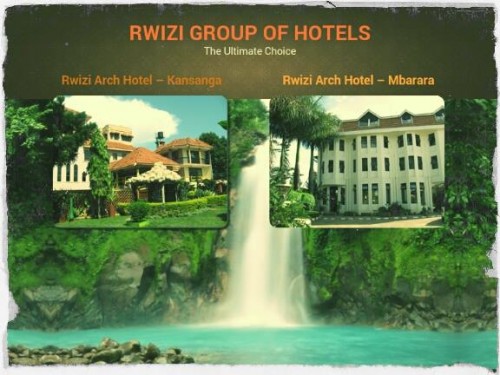 RWIZI GROUP OF HOTELS
The Ultimate Choice
Rwizi Arch Hotel – Kansanga
Rwizi Arch Hotel – Mbarara